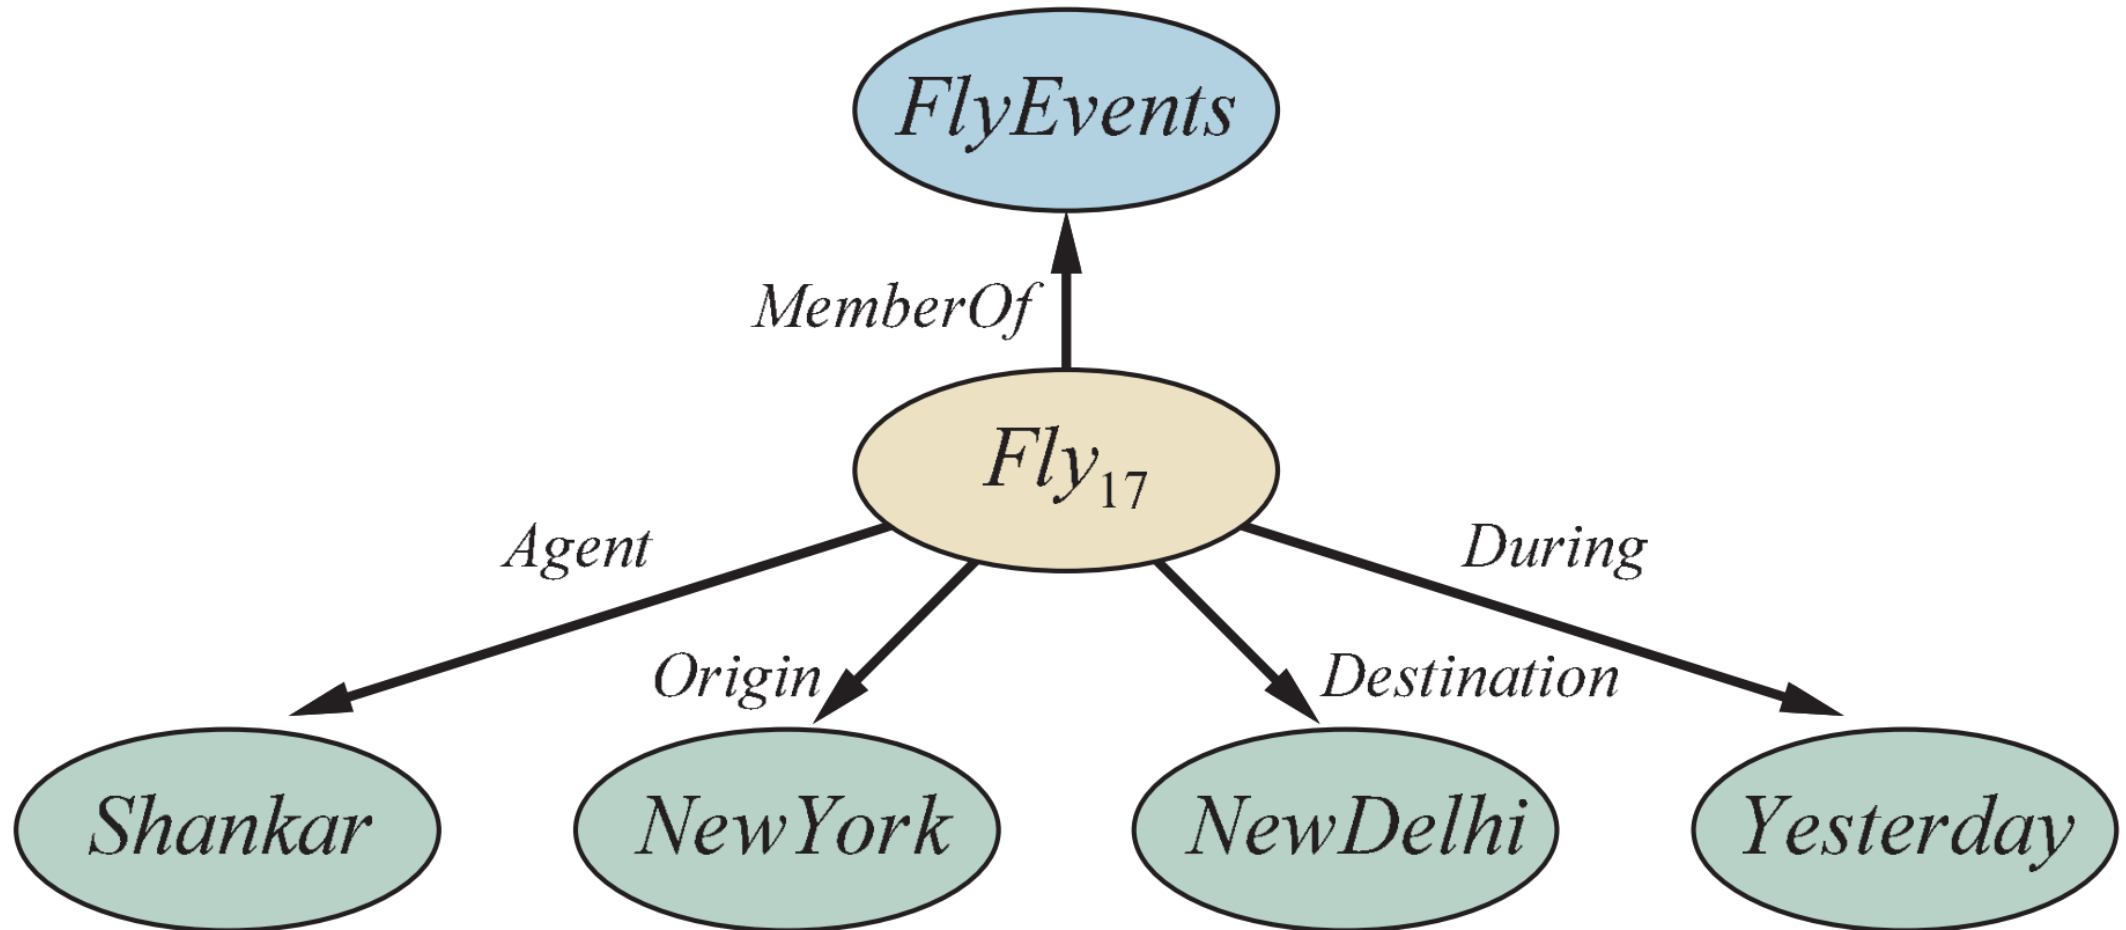 FlyEvents
MemberOf
Fly₁₇
Agent
During
Origin
Destination
Shankar
NewYork
NewDelhi
Yesterday